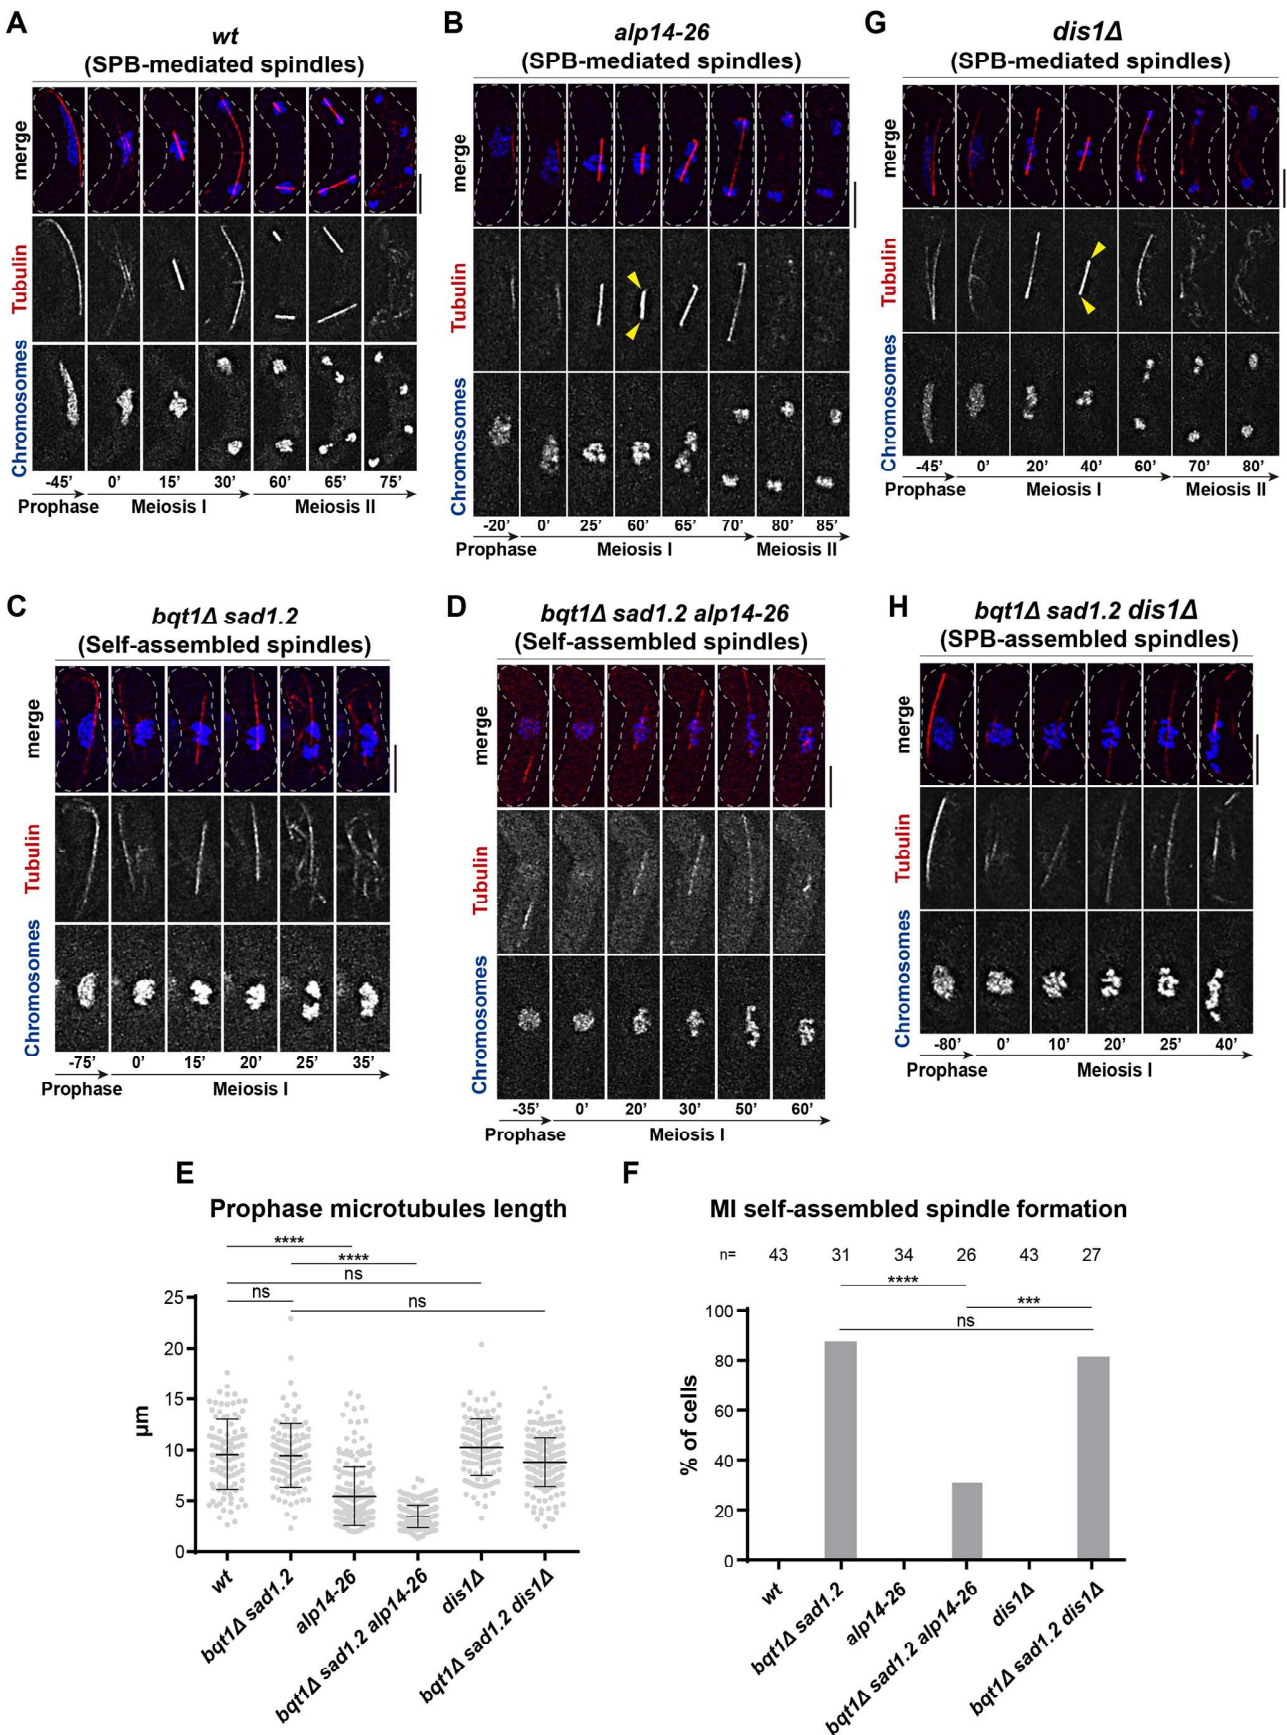 A
wt
(SPB-mediated spindles)
merge
Tubulin
Chromosomes
-45’ 0’ 15’ 30’ 60’ 65’ 75’
Prophase Meiosis I Meiosis II
B
alp14-26
(SPB-mediated spindles)
merge
Tubulin
Chromosomes
-20’ 0’ 25’ 60’ 65’ 70’ 80’ 85’
Prophase Meiosis I Meiosis II
G
dis1Δ
(SPB-mediated spindles)
merge
Tubulin
Chromosomes
-45’ 0’ 20’ 40’ 60’ 70’ 80’
Prophase Meiosis I Meiosis II
C
bqt1Δ sad1.2
(Self-assembled spindles)
merge
Tubulin
Chromosomes
-75’ 0’ 15’ 20’ 25’ 35’
Prophase Meiosis I
D
bqt1Δ sad1.2 alp14-26
(Self-assembled spindles)
merge
Tubulin
Chromosomes
-35’ 0’ 20’ 30’ 50’ 60’
Prophase Meiosis I
H
bqt1Δ sad1.2 dis1Δ
(SPB-assembled spindles)
merge
Tubulin
Chromosomes
-80’ 0’ 10’ 20’ 25’ 40’
Prophase Meiosis I
E
Prophase microtubules length
****
****
ns
ns
ns
25
20
15
10
5
0
µm
wt
bqt1Δ sad1.2
alp14-26
bqt1Δ sad1.2 alp14-26
dis1Δ
bqt1Δ sad1.2 dis1Δ
F
MI self-assembled spindle formation
n= 43 31 34 26 43 27
****
***
ns
100
80
60
40
20
0
% of cells
wt
bqt1Δ sad1.2
alp14-26
bqt1Δ sad1.2 alp14-26
dis1Δ
bqt1Δ sad1.2 dis1Δ